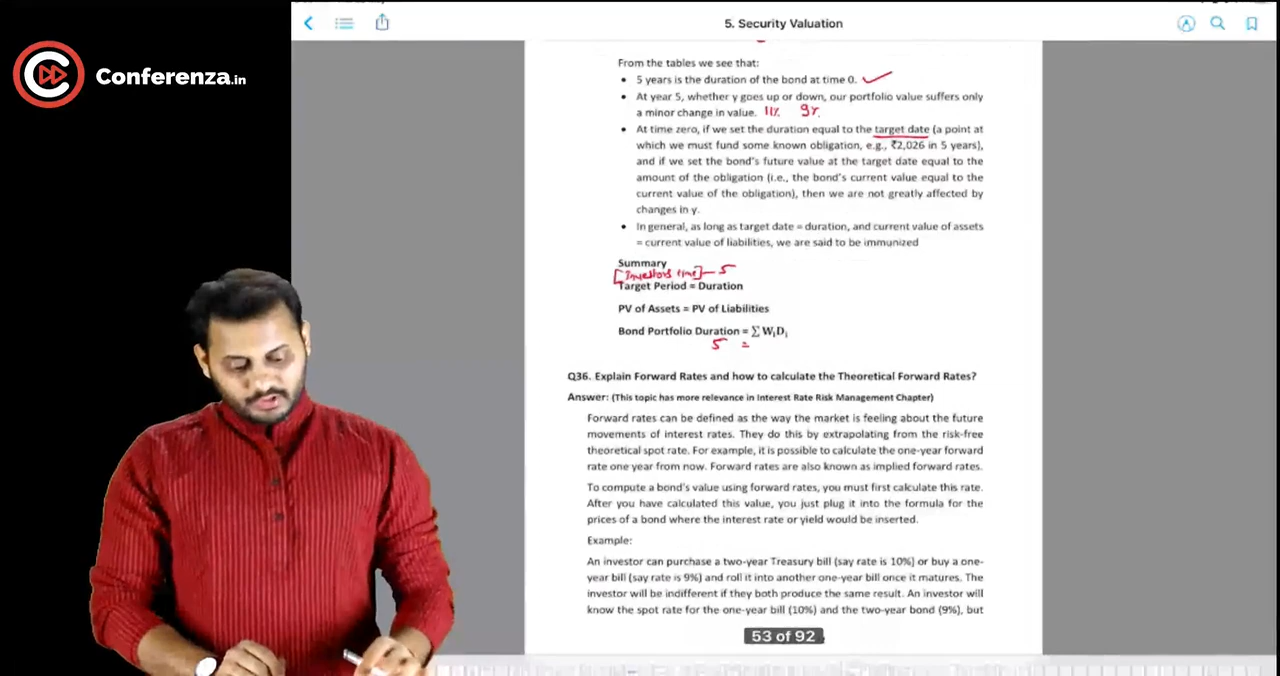 5. Security Valuation
Conferenza.in
From the tables we see that:
• 5 years is the duration of the bond at time 0.
• At year 5, whether y goes up or down, our portfolio value suffers only
a minor change in value. 11% 9%
• At time zero, if we set the duration equal to the target date (a point at
which we must fund some known obligation, e.g., ₹2,026 in 5 years),
and if we set the bond's future value at the target date equal to the
amount of the obligation (i.e., the bond's current value equal to the
current value of the obligation), then we are not greatly affected by
changes in y.
• In general, as long as target date = duration, and current value of assets
= current value of liabilities, we are said to be immunized
Summary
[Investors time] – 5
Target Period = Duration
PV of Assets = PV of Liabilities
Bond Portfolio Duration = ∑ WiDi
5 =
Q36. Explain Forward Rates and how to calculate the Theoretical Forward Rates?
Answer: (This topic has more relevance in Interest Rate Risk Management Chapter)
Forward rates can be defined as the way the market is feeling about the future
movements of interest rates. They do this by extrapolating from the risk-free
theoretical spot rate. For example, it is possible to calculate the one-year forward
rate one year from now. Forward rates are also known as implied forward rates.
To compute a bond's value using forward rates, you must first calculate this rate.
After you have calculated this value, you just plug it into the formula for the
prices of a bond where the interest rate or yield would be inserted.
Example:
An investor can purchase a two-year Treasury bill (say rate is 10%) or buy a one-
year bill (say rate is 9%) and roll it into another one-year bill once it matures. The
investor will be indifferent if they both produce the same result. An investor will
know the spot rate for the one-year bill (10%) and the two-year bond (9%), but
53 of 92